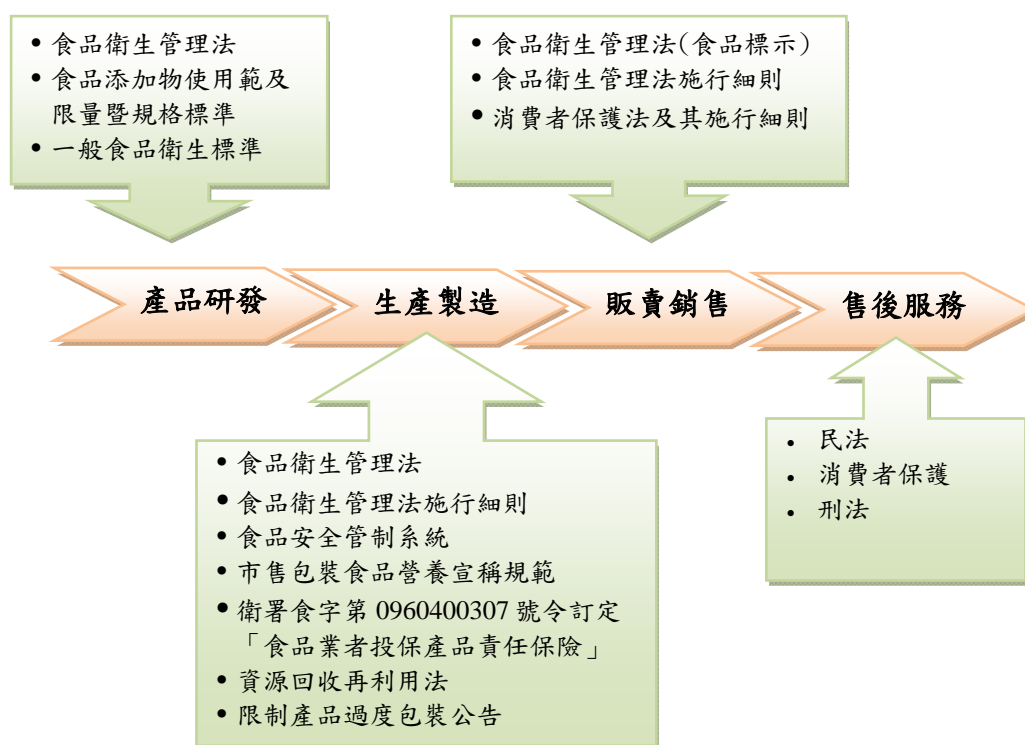 • 食品衛生管理法
• 食品添加物使用範及
限量暨規格標準
• 一般食品衛生標準
• 食品衛生管理法(食品標示)
• 食品衛生管理法施行細則
• 消費者保護法及其施行細則
產品研發
生產製造
販賣銷售
售後服務
• 食品衛生管理法
• 食品衛生管理法施行細則
• 食品安全管制系統
• 市售包裝食品營養宣稱規範
• 衛署食字第 0960400307 號令訂定
「食品業者投保產品責任保險」
• 資源回收再利用法
• 限制產品過度包裝公告
• 民法
• 消費者保護
• 刑法